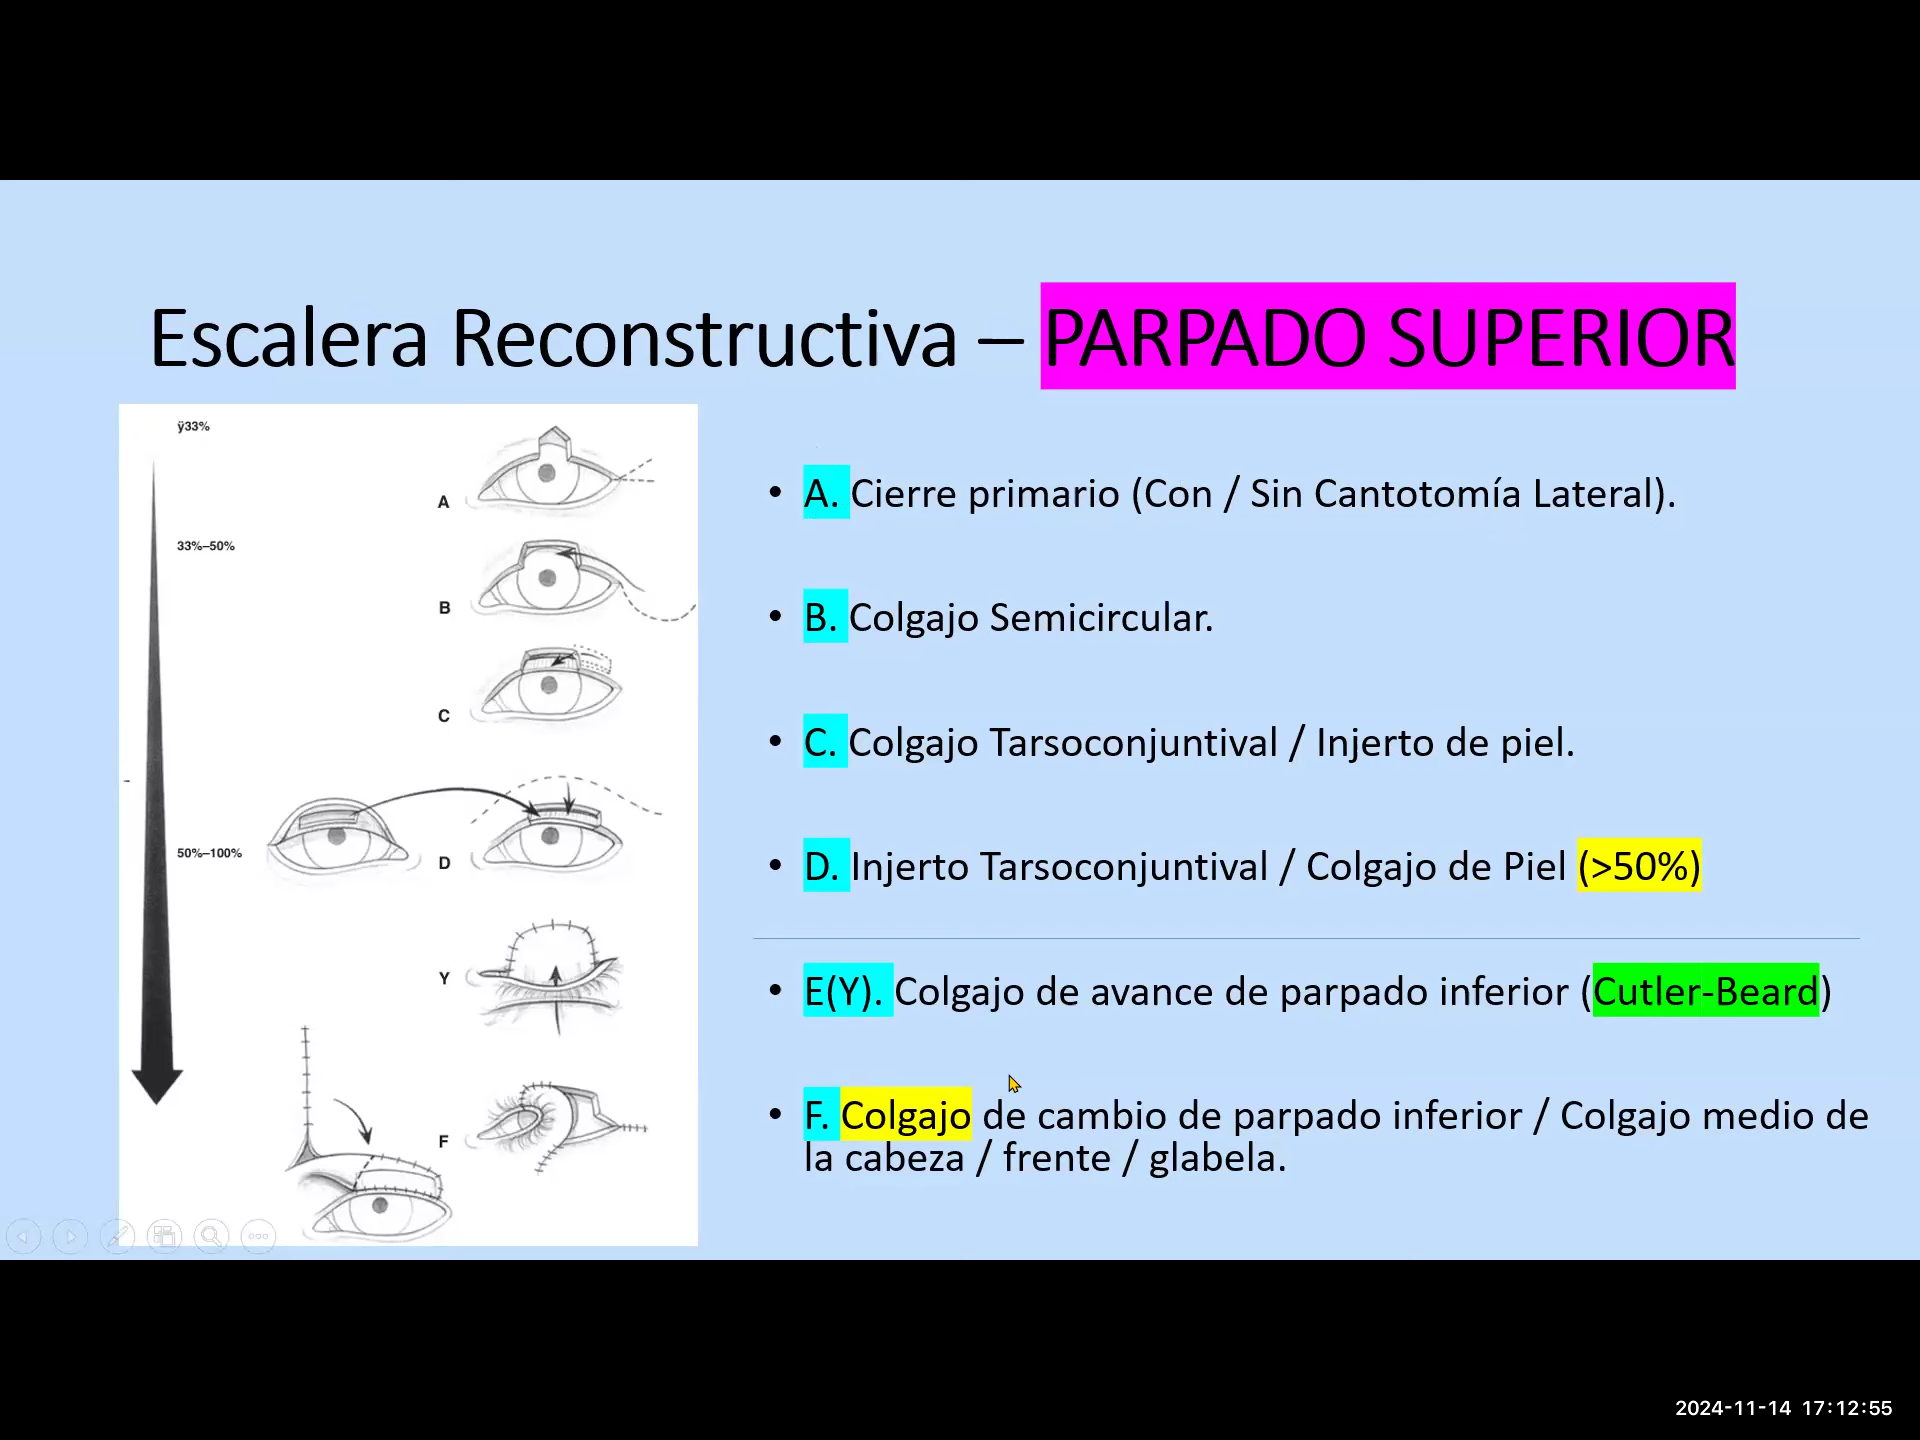 Escalera Reconstructiva – PARPADO SUPERIOR
ÿ33%
A
33%–50%
B
C
50%–100%
D
Y
F
• A. Cierre primario (Con / Sin Cantotomía Lateral).
• B. Colgajo Semicircular.
• C. Colgajo Tarsoconjuntival / Injerto de piel.
• D. Injerto Tarsoconjuntival / Colgajo de Piel (>50%)
• E(Y). Colgajo de avance de parpado inferior (Cutler-Beard)
• F. Colgajo de cambio de parpado inferior / Colgajo medio de
la cabeza / frente / glabela.
2024-11-14 17:12:55